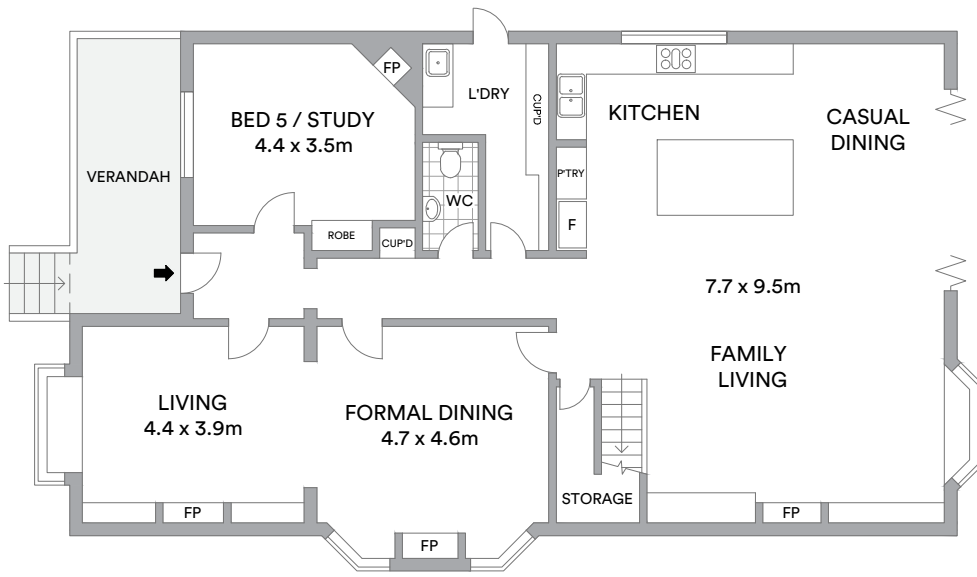 FP
BED 5 / STUDY
4.4 x 3.5m
L'DRY
CUP'D
KITCHEN
CASUAL
DINING
VERANDAH
P'TRY
WC
F
ROBE
CUP'D
7.7 x 9.5m
FAMILY
LIVING
LIVING
4.4 x 3.9m
FORMAL DINING
4.7 x 4.6m
STORAGE
FP
FP
FP